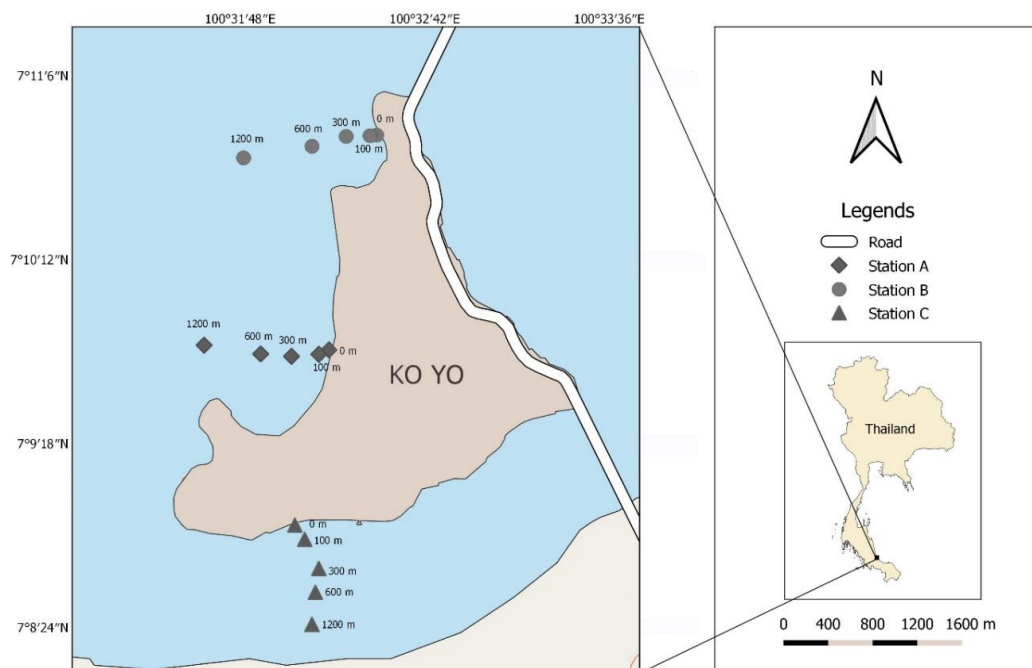 100°31'48"E
100°32'42"E
100°33'36"E
7°11'6"N
7°10'12"N
7°9'18"N
7°8'24"N
1200 m
600 m
300 m
0 m
100 m
1200 m
600 m
300 m
0 m
100 m
KO YO
0 m
100 m
300 m
600 m
1200 m
N
Legends
Road
Station A
Station B
Station C
Thailand
0 400 800 1200 1600 m